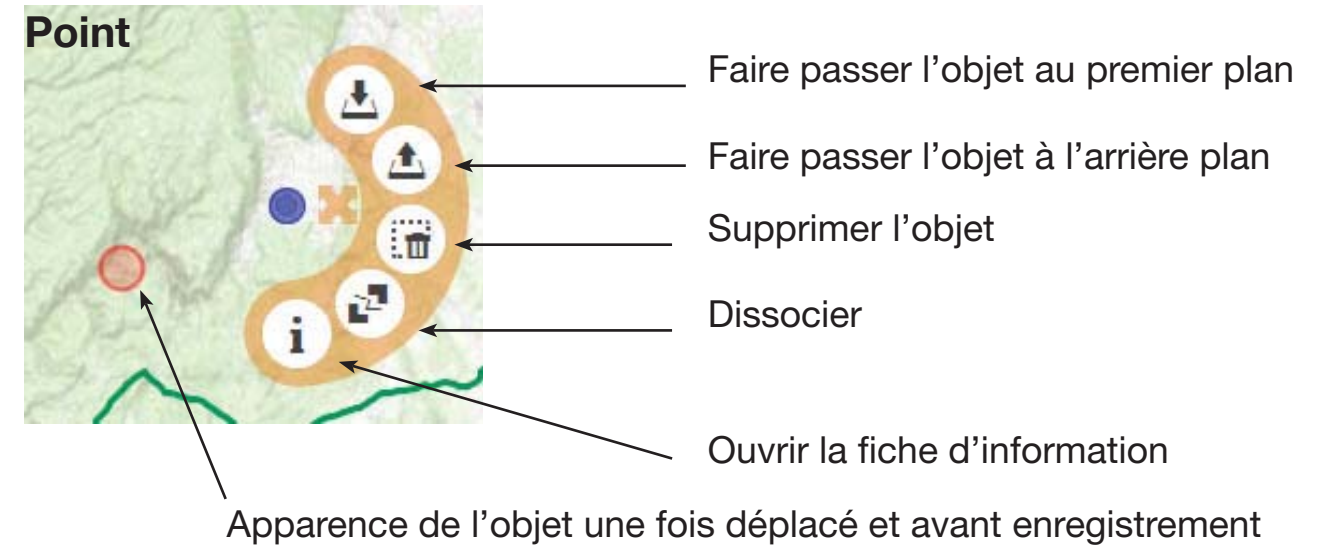 Point
Faire passer l’objet au premier plan
Faire passer l’objet à l’arrière plan
Supprimer l’objet
Dissocier
i
Ouvrir la fiche d’information
Apparence de l’objet une fois déplacé et avant enregistrement